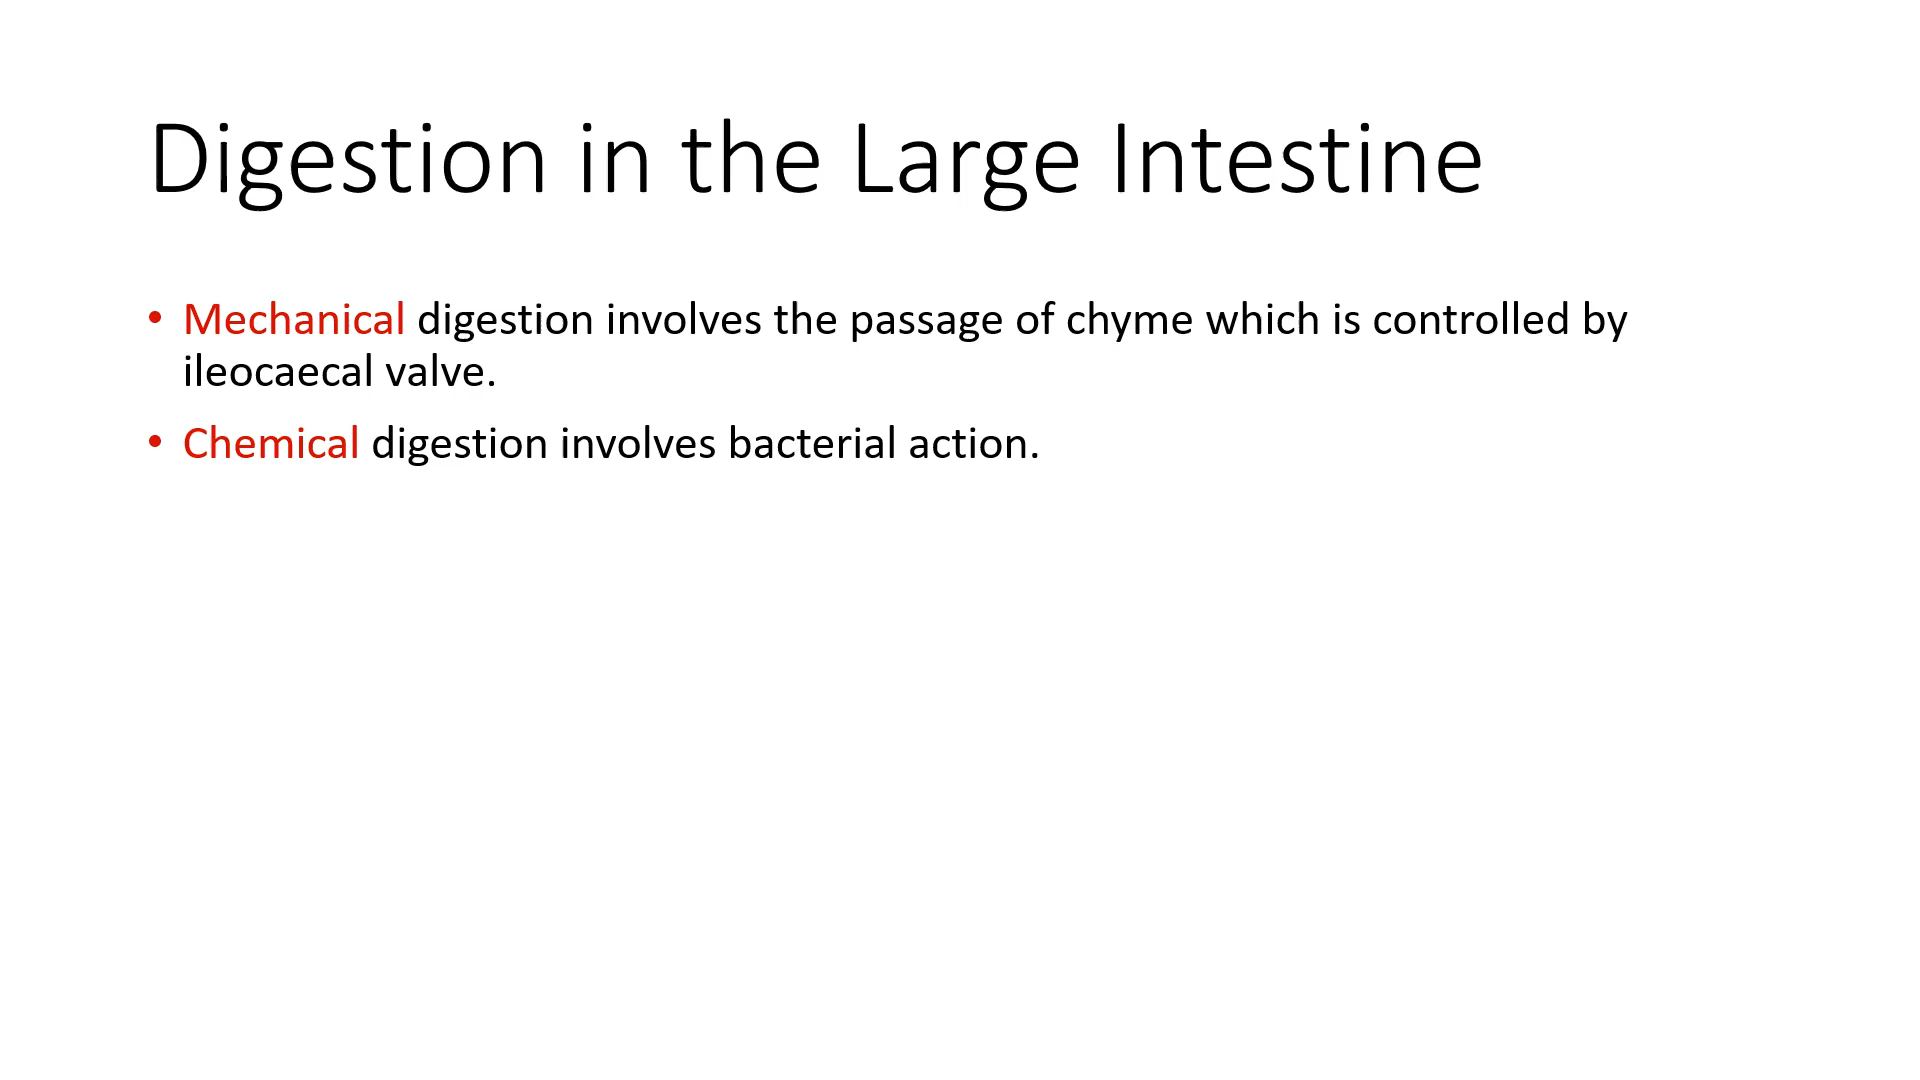 Digestion in the Large Intestine
• Mechanical digestion involves the passage of chyme which is controlled by
ileocaecal valve.
• Chemical digestion involves bacterial action.